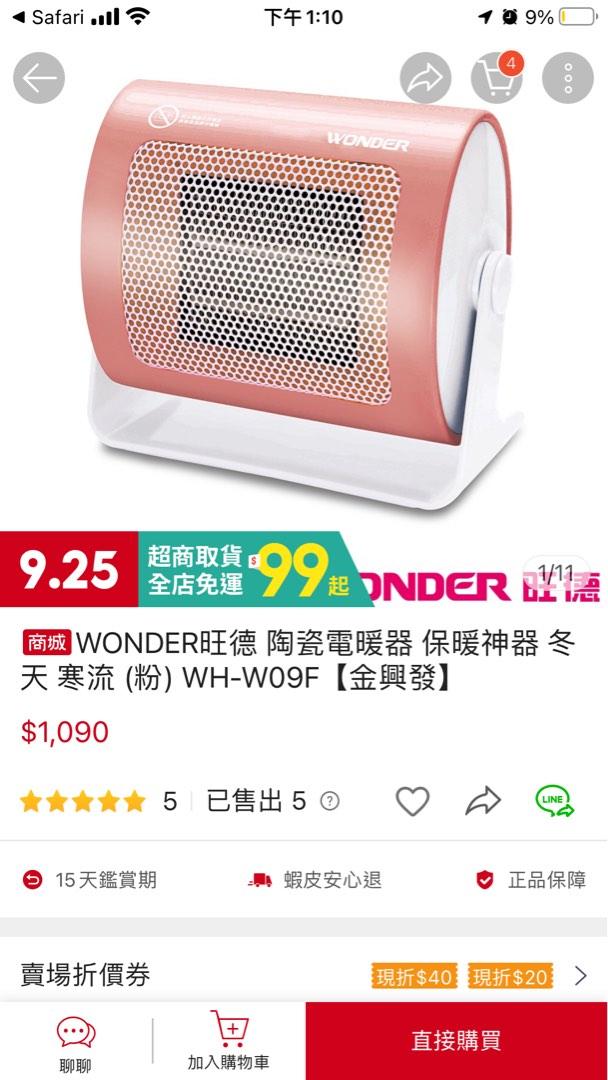 Safari
下午1:10
9%
4
WONDER
9.25
超商取貨
全店免運
$99起
WONDER 旺德
1/11
商城 WONDER旺德 陶瓷電暖器 保暖神器 冬
天 寒流 (粉) WH-W09F【金興發】
$1,090
5 已售出 5 ?
LINE
15天鑑賞期 蝦皮安心退 正品保障
賣場折價券 現折$40 現折$20
聊聊 加入購物車 直接購買